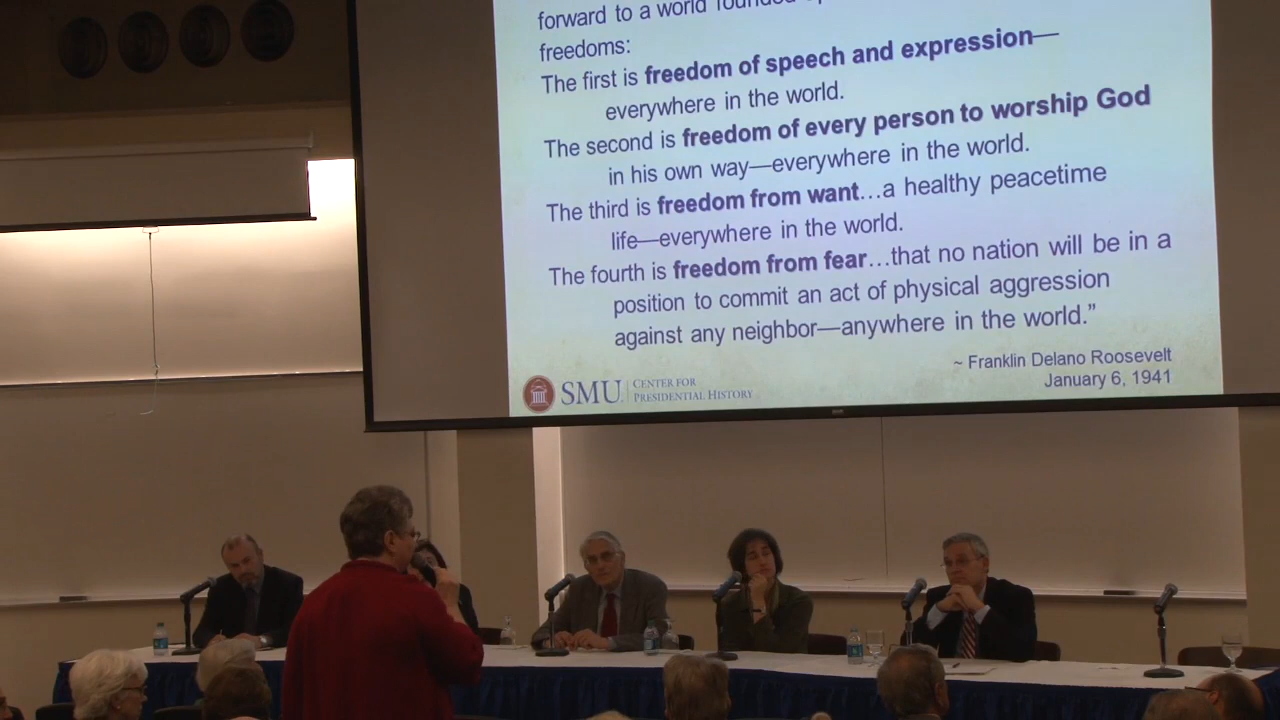 forward to a world founded
freedoms:
The first is freedom of speech and expression—
everywhere in the world.
The second is freedom of every person to worship God
in his own way—everywhere in the world.
The third is freedom from want…a healthy peacetime
life—everywhere in the world.
The fourth is freedom from fear…that no nation will be in a
position to commit an act of physical aggression
against any neighbor—anywhere in the world.”
~ Franklin Delano Roosevelt
January 6, 1941
SMU CENTER FOR
PRESIDENTIAL HISTORY